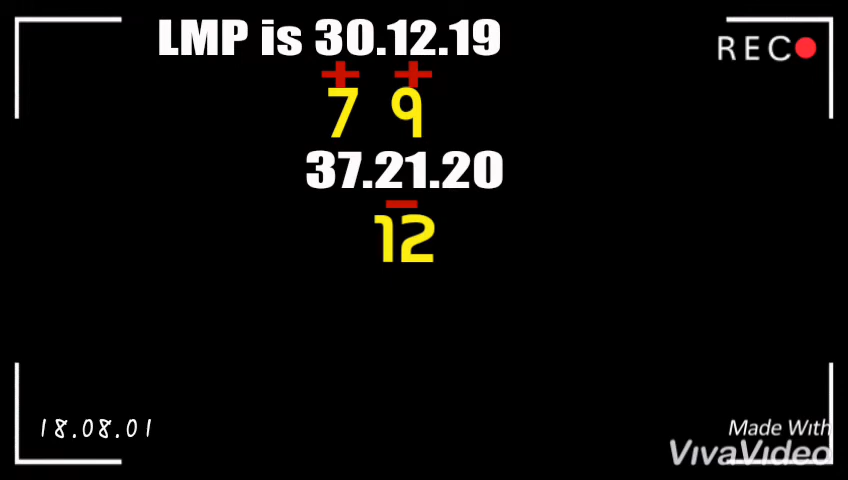 LMP is 30.12.19
REC
+ +
7 9
37.21.20
-
12
18.08.01
Made With
VivaVideo